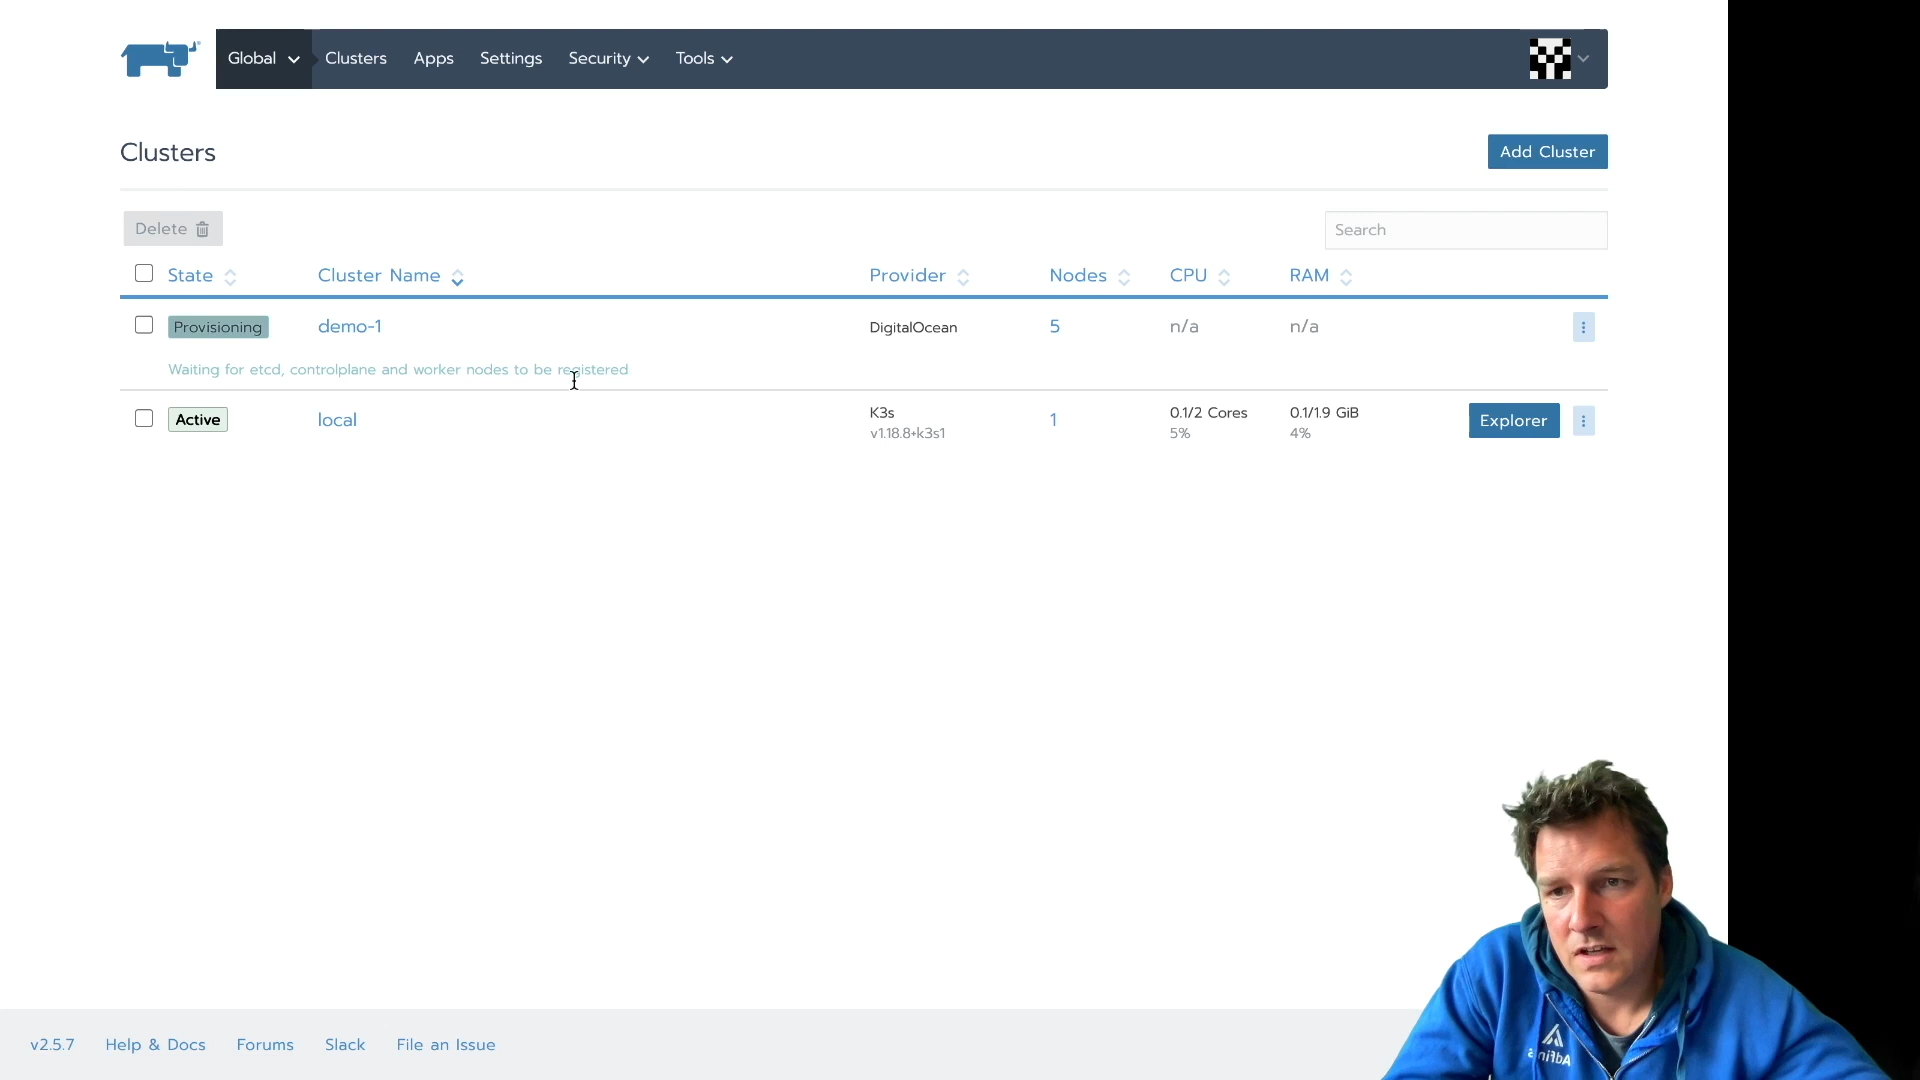 Global Clusters Apps Settings Security Tools
Clusters
Add Cluster
Delete
Search
State Cluster Name Provider Nodes CPU RAM
Provisioning demo-1 DigitalOcean 5 n/a n/a
Waiting for etcd, controlplane and worker nodes to be registered
Active local K3s 1 0.1/2 Cores 0.1/1.9 GiB Explorer
v1.18.8+k3s1 5% 4%
v2.5.7 Help & Docs Forums Slack File an Issue